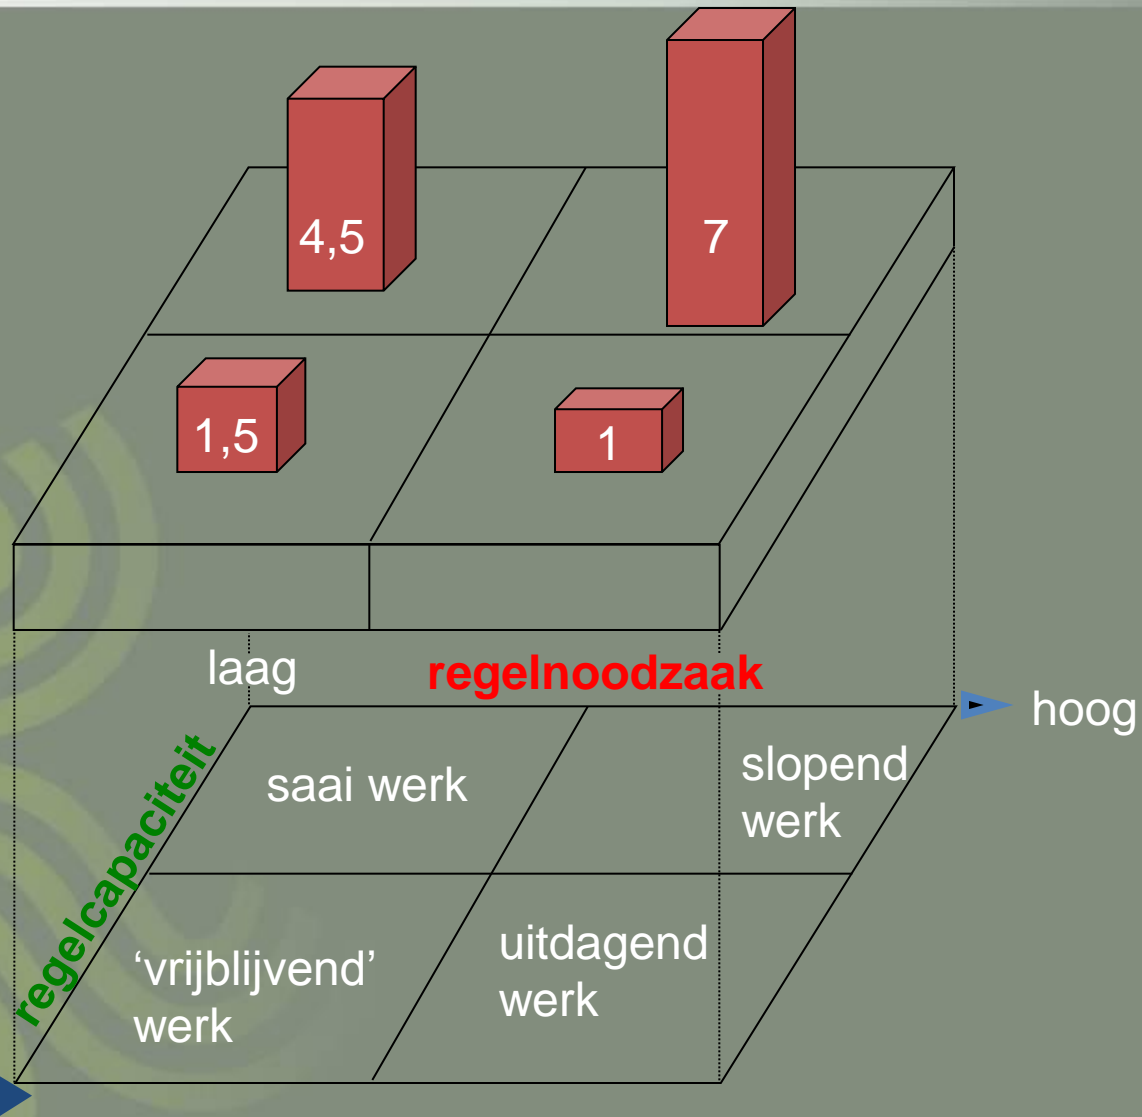 4,5
7
1,5
1
laag
regelnoodzaak
hoog
regelcapaciteit
saai werk
slopend
werk
‘vrijblijvend’
werk
uitdagend
werk